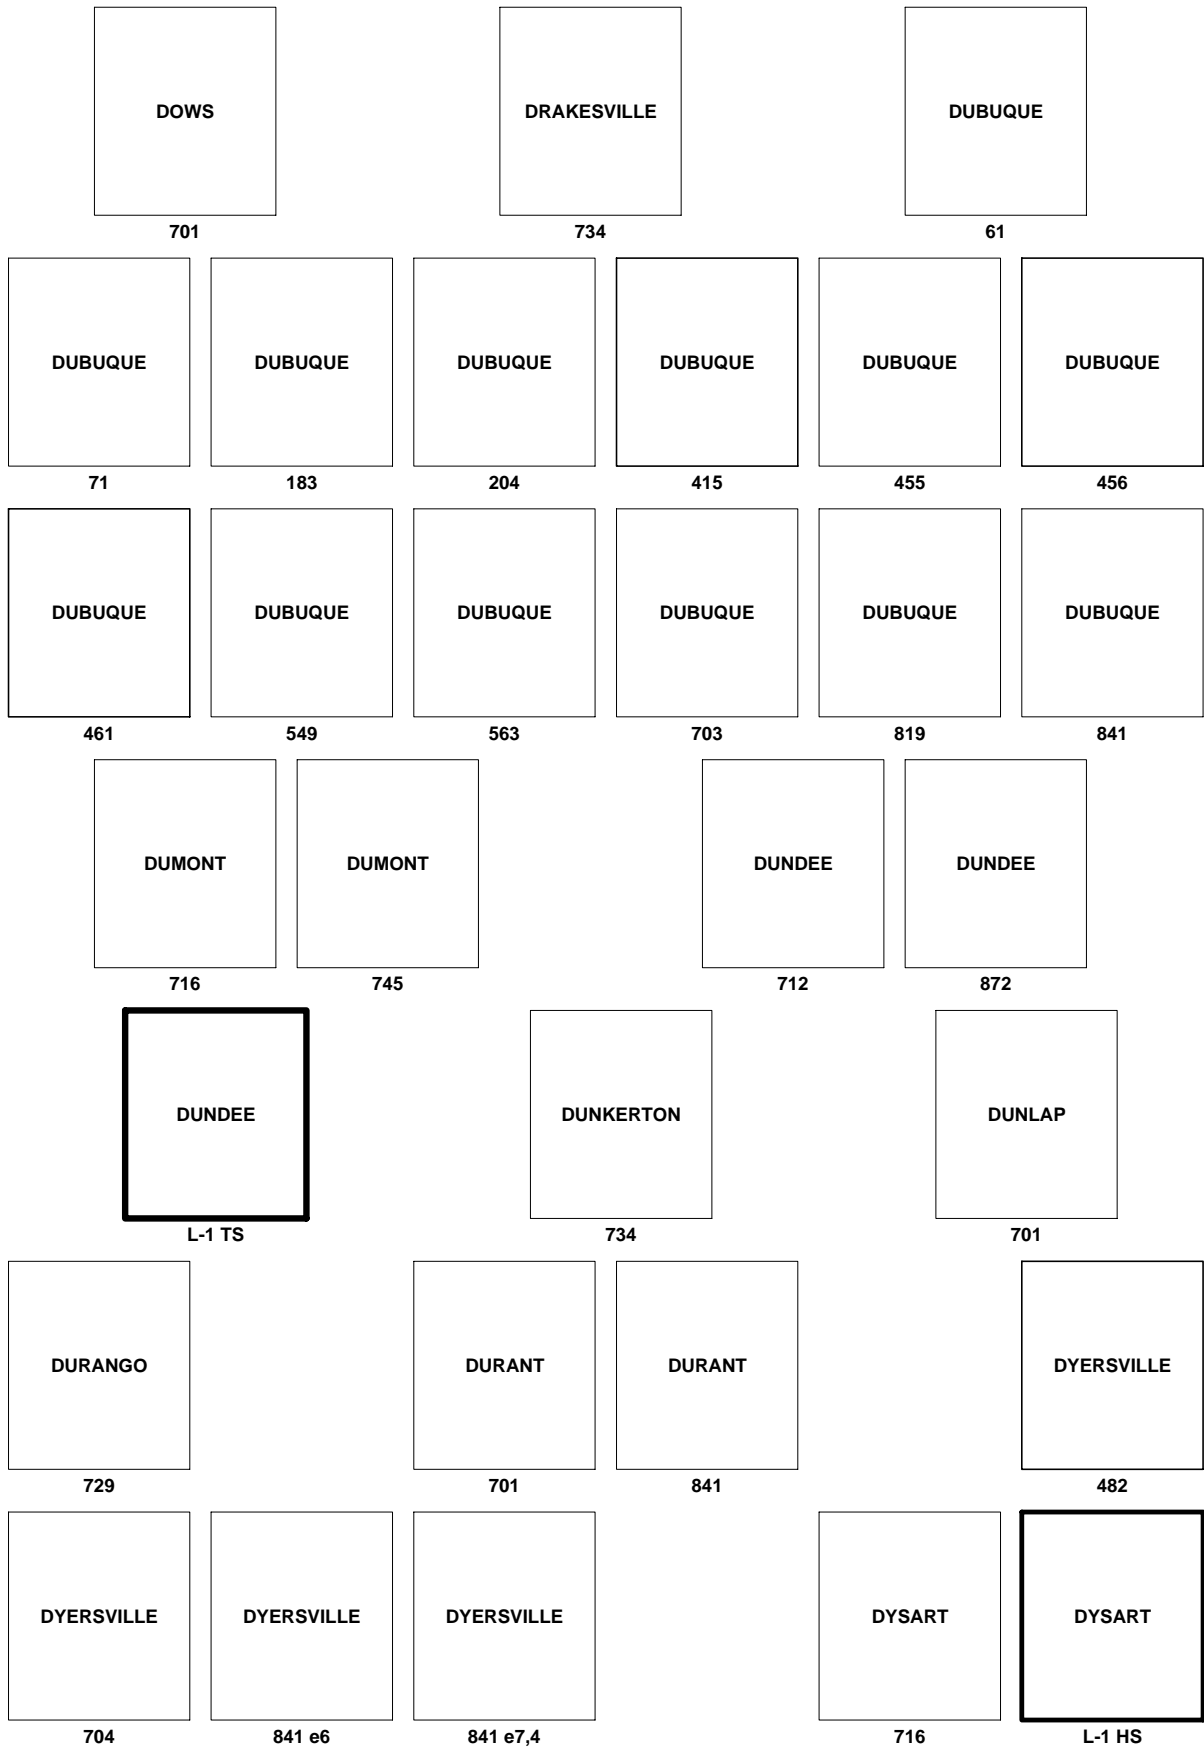 DOWS DRAKESVILLE DUBUQUE
701 734 61
DUBUQUE DUBUQUE DUBUQUE DUBUQUE DUBUQUE DUBUQUE
71 183 204 415 455 456
DUBUQUE DUBUQUE DUBUQUE DUBUQUE DUBUQUE DUBUQUE
461 549 563 703 819 841
DUMONT DUMONT DUNDEE DUNDEE
716 745 712 872
DUNDEE DUNKERTON DUNLAP
L-1 TS 734 701
DURANGO DURANT DURANT DYERSVILLE
729 701 841 482
DYERSVILLE DYERSVILLE DYERSVILLE DYSART DYSART
704 841 e6 841 e7,4 716 L-1 HS